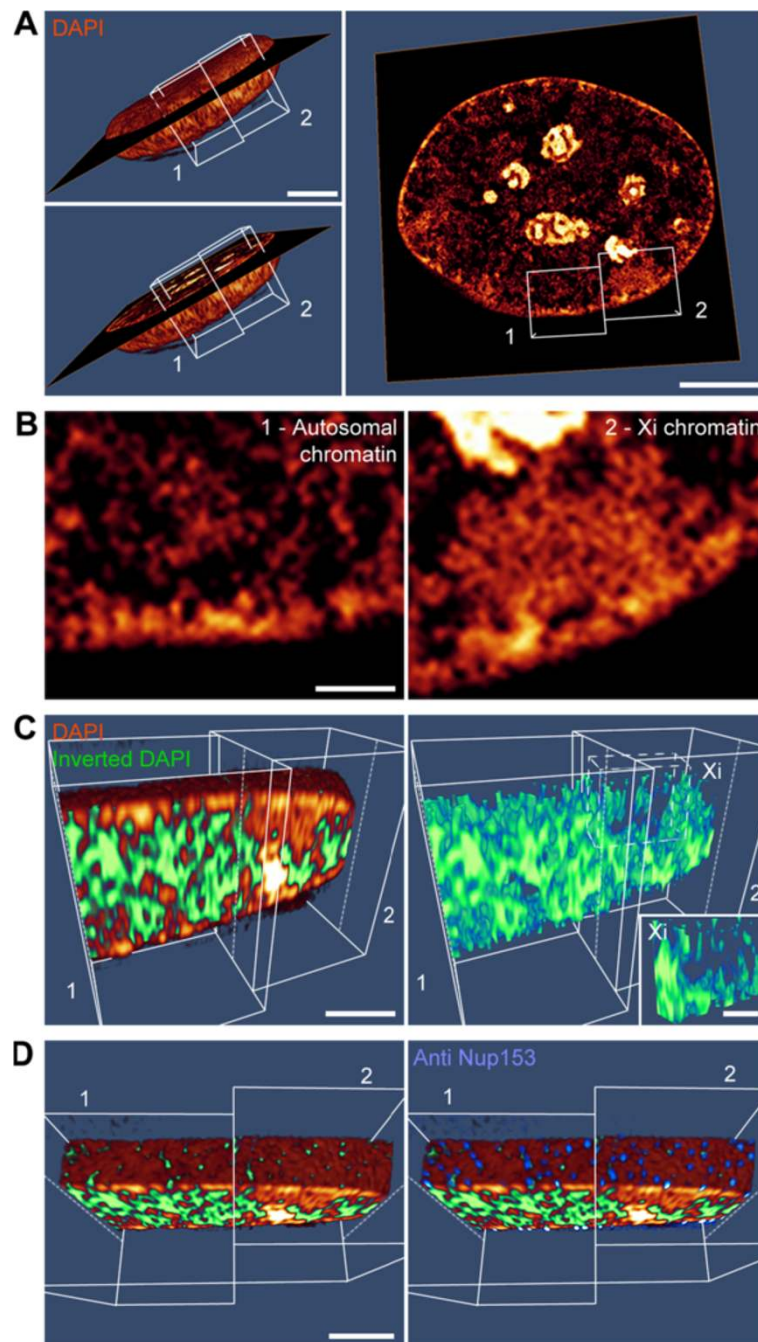 A
DAPI
1
2
1
2
1
2
B
1 - Autosomal
chromatin
2 - Xi chromatin
C
DAPI
Inverted DAPI
1
2
Xi
1
2
Xi
D
1
2
Anti Nup153
1
2